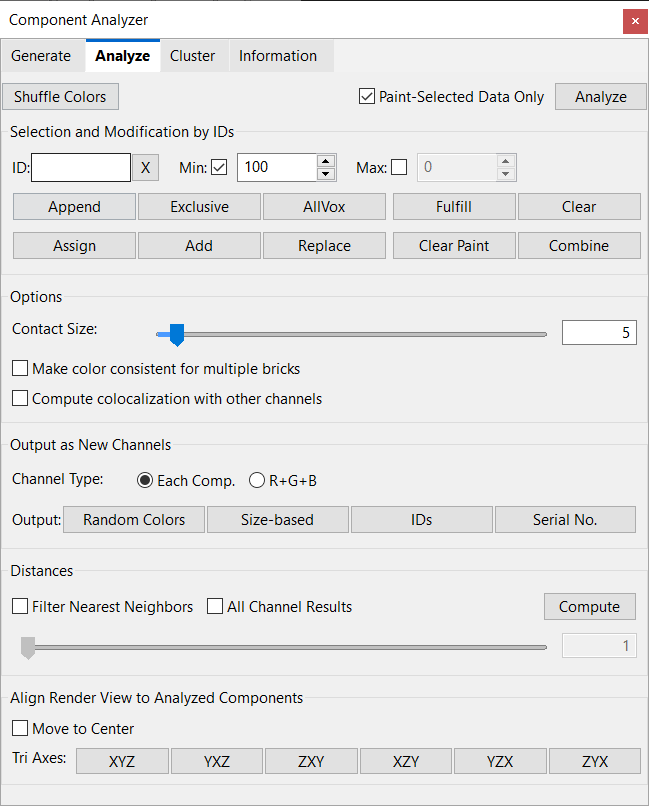 Component Analyzer
Generate Analyze Cluster Information
Shuffle Colors Paint-Selected Data Only Analyze
Selection and Modification by IDs
ID: X Min: 100 Max: 0
Append Exclusive AllVox Fulfill Clear
Assign Add Replace Clear Paint Combine
Options
Contact Size: 5
Make color consistent for multiple bricks
Compute colocalization with other channels
Output as New Channels
Channel Type: Each Comp. R+G+B
Output: Random Colors Size-based IDs Serial No.
Distances
Filter Nearest Neighbors All Channel Results Compute
1
Align Render View to Analyzed Components
Move to Center
Tri Axes: XYZ YXZ ZXY XZY YZX ZYX